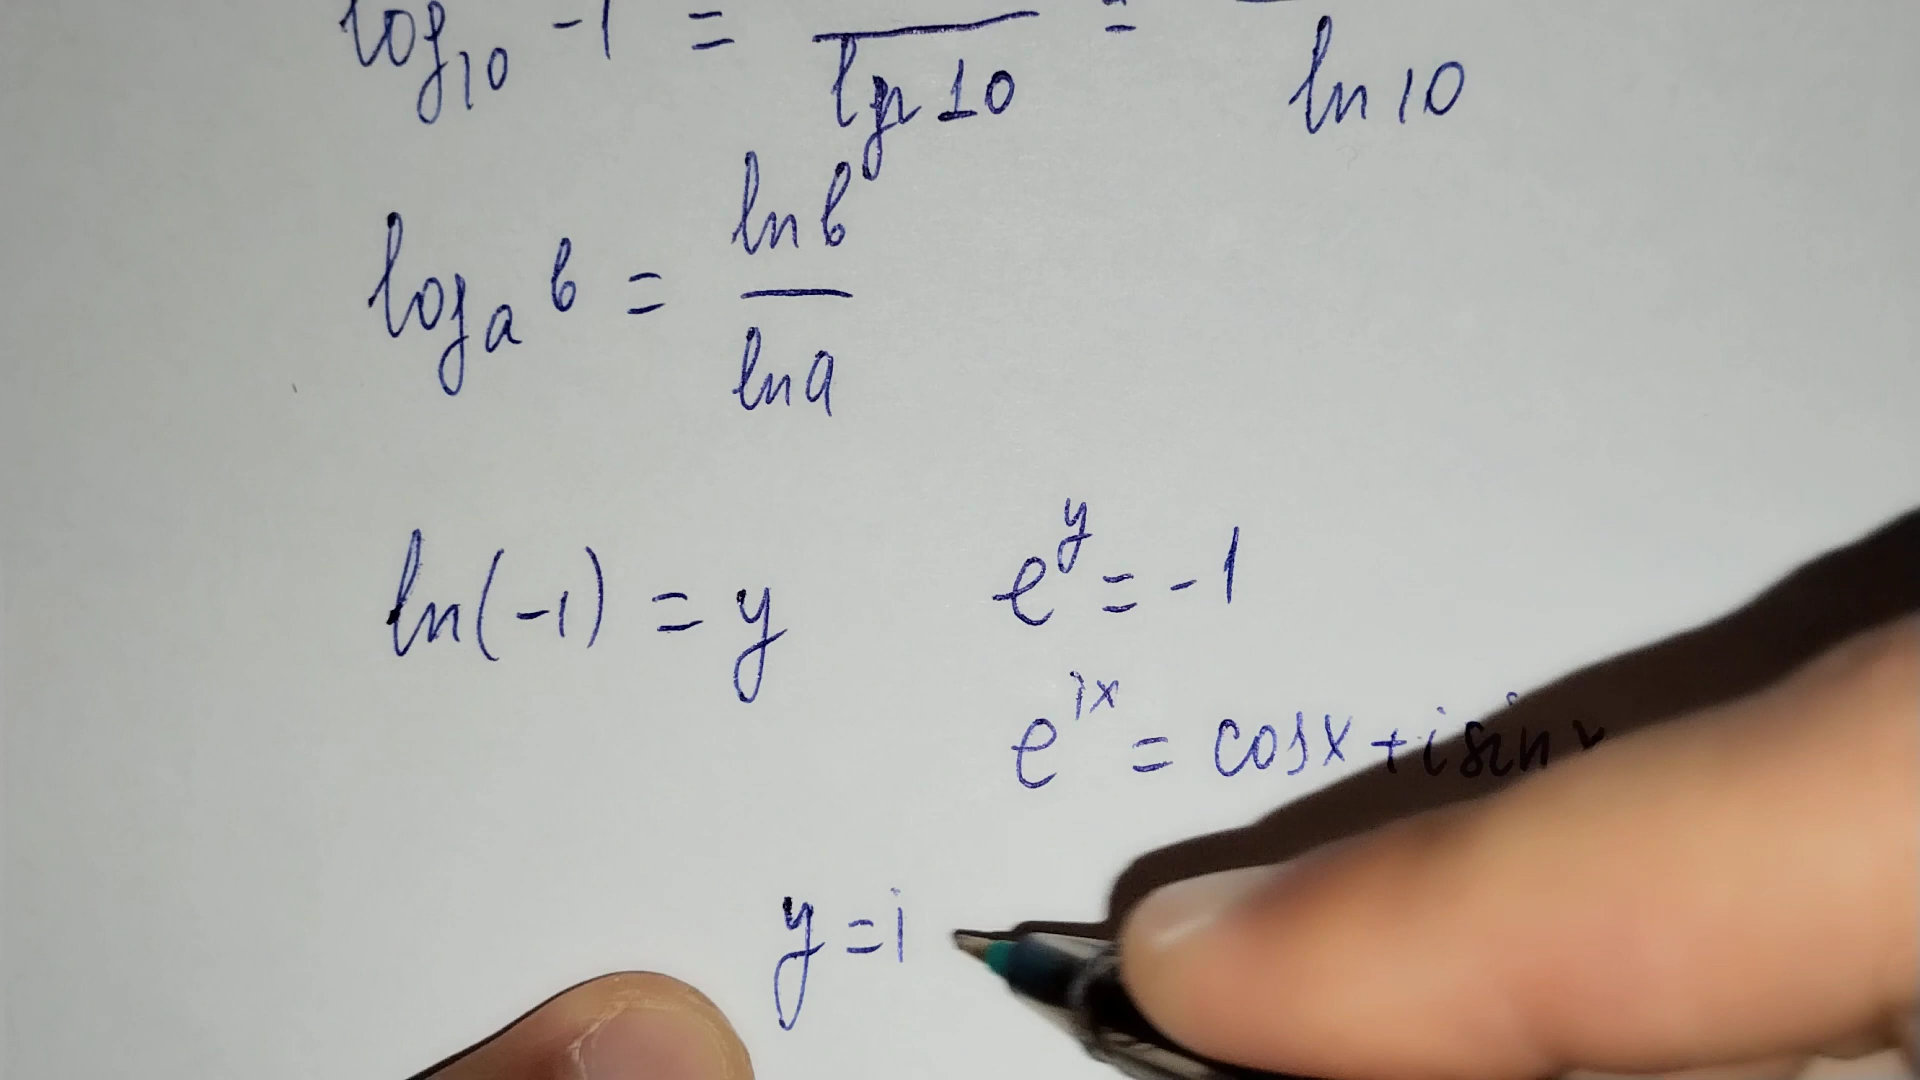 log₁₀ -1 = ――― = ―――
lg 10 ln 10
logₐ b = ln b / ln a
ln(-1) = y e^y = -1
e^ix = cos x + i sin x
y = i